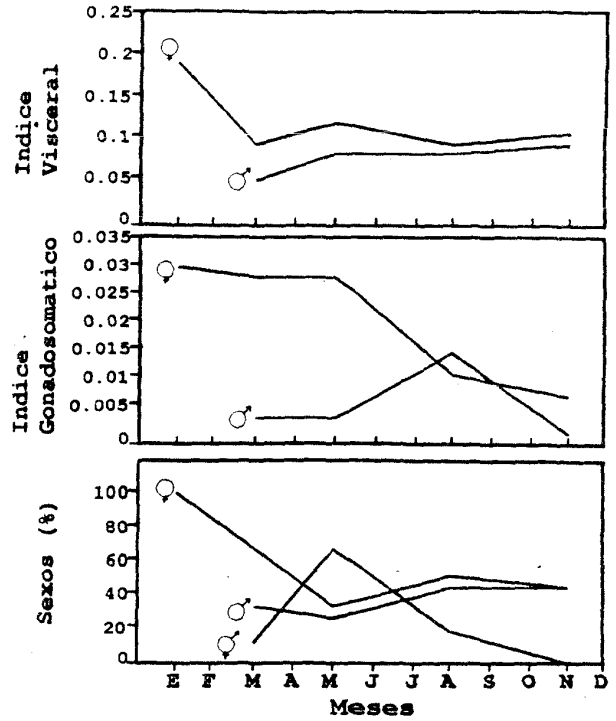 Indice
Visceral
0.25
0.2
0.15
0.1
0.05
0
Indice
Gonadosomatico
0.035
0.03
0.025
0.02
0.015
0.01
0.005
0
Sexos (%)
100
80
60
40
20
0
E F M A M J J A S O N D
Meses